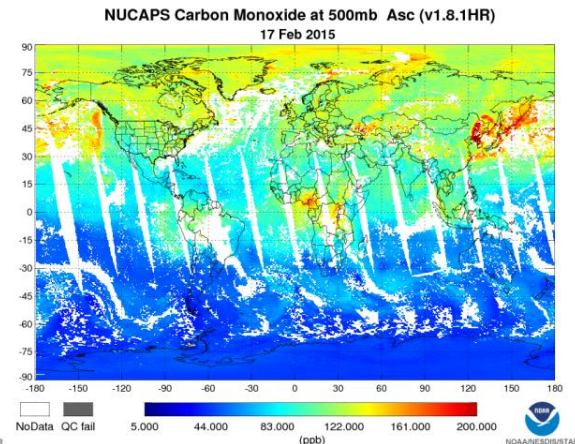 NUCAPS Carbon Monoxide at 500mb Asc (v1.8.1HR)
17 Feb 2015
90
75
60
45
30
15
0
-15
-30
-45
-60
-75
-90
-180 -150 -120 -90 -60 -30 0 30 60 90 120 150 180
NoData QC fail 5.000 44.000 83.000 122.000 161.000 200.000
(ppb)
NOAA